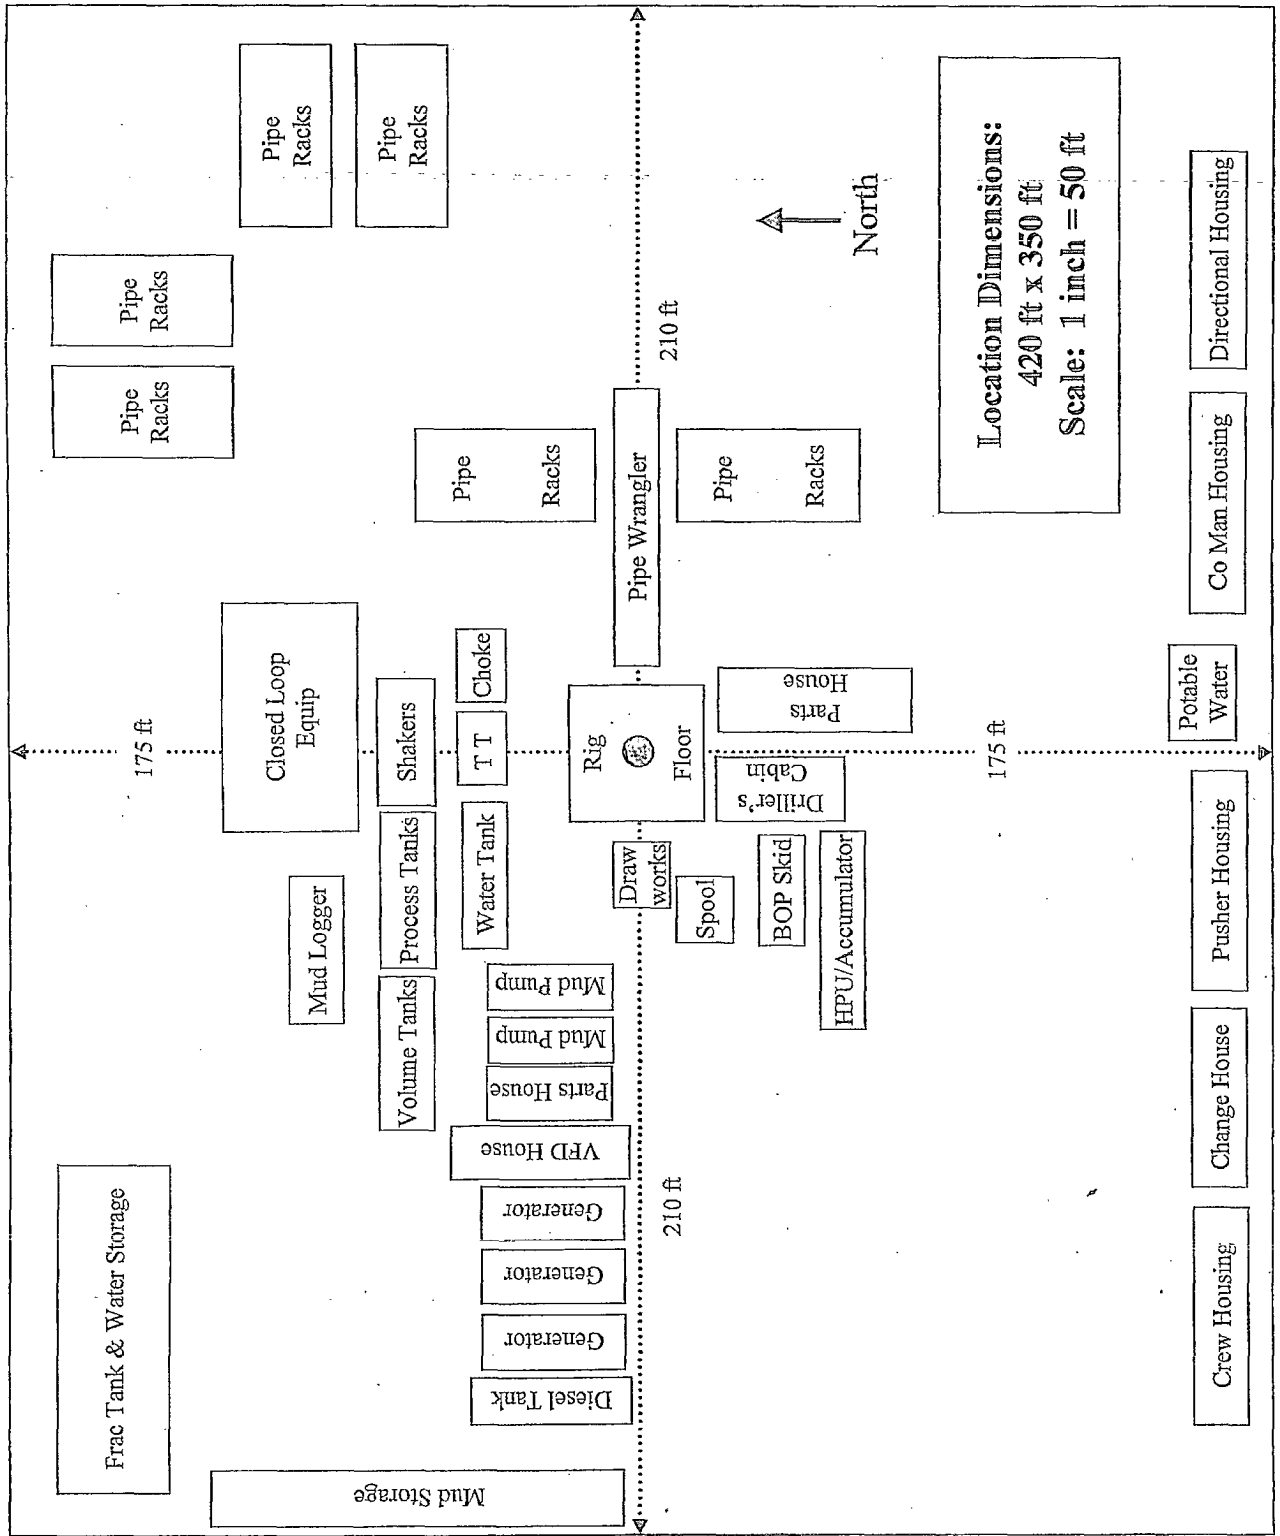 Frac Tank & Water Storage
Mud Storage
Diesel Tank
Generator
Generator
Generator
VFD House
Parts House
Mud Pump
Mud Pump
Volume Tanks
Mud Logger
Process Tanks
Water Tank
Shakers
T T
Choke
Closed Loop
Equip
175 ft
Pipe
Racks
Pipe
Racks
Pipe
Racks
Pipe
Racks
Pipe
Racks
Pipe Wrangler
210 ft
Pipe
Racks
Rig
Floor
Draw
works
Spool
BOP Skid
HPU/Accumulator
Driller's
Cabin
Parts
House
210 ft
175 ft
North
Location Dimensions:
420 ft x 350 ft
Scale: 1 inch = 50 ft
Crew Housing
Change House
Pusher Housing
Potable
Water
Co Man Housing
Directional Housing